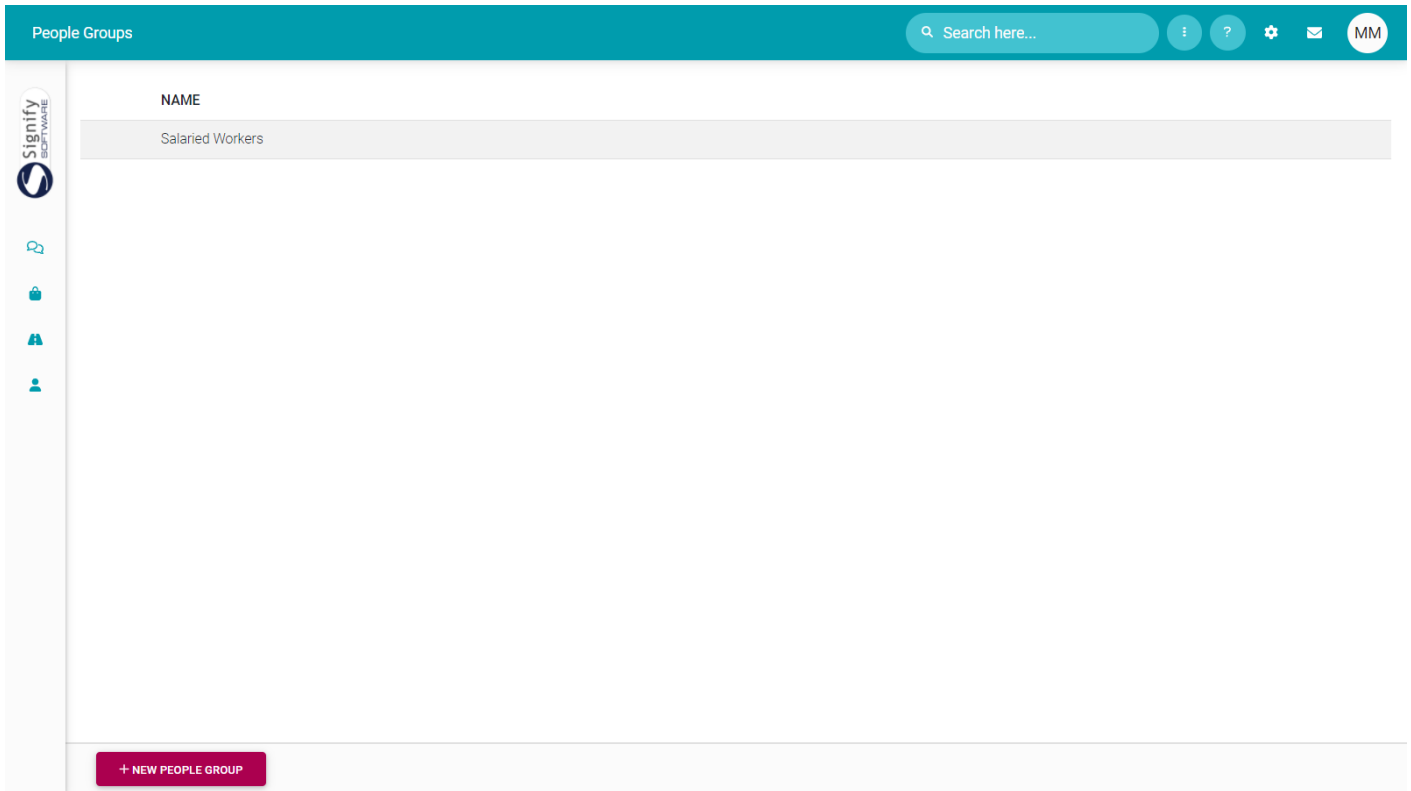 People Groups
Search here...
?
MM
Signify
SOFTWARE
NAME
Salaried Workers
+ NEW PEOPLE GROUP